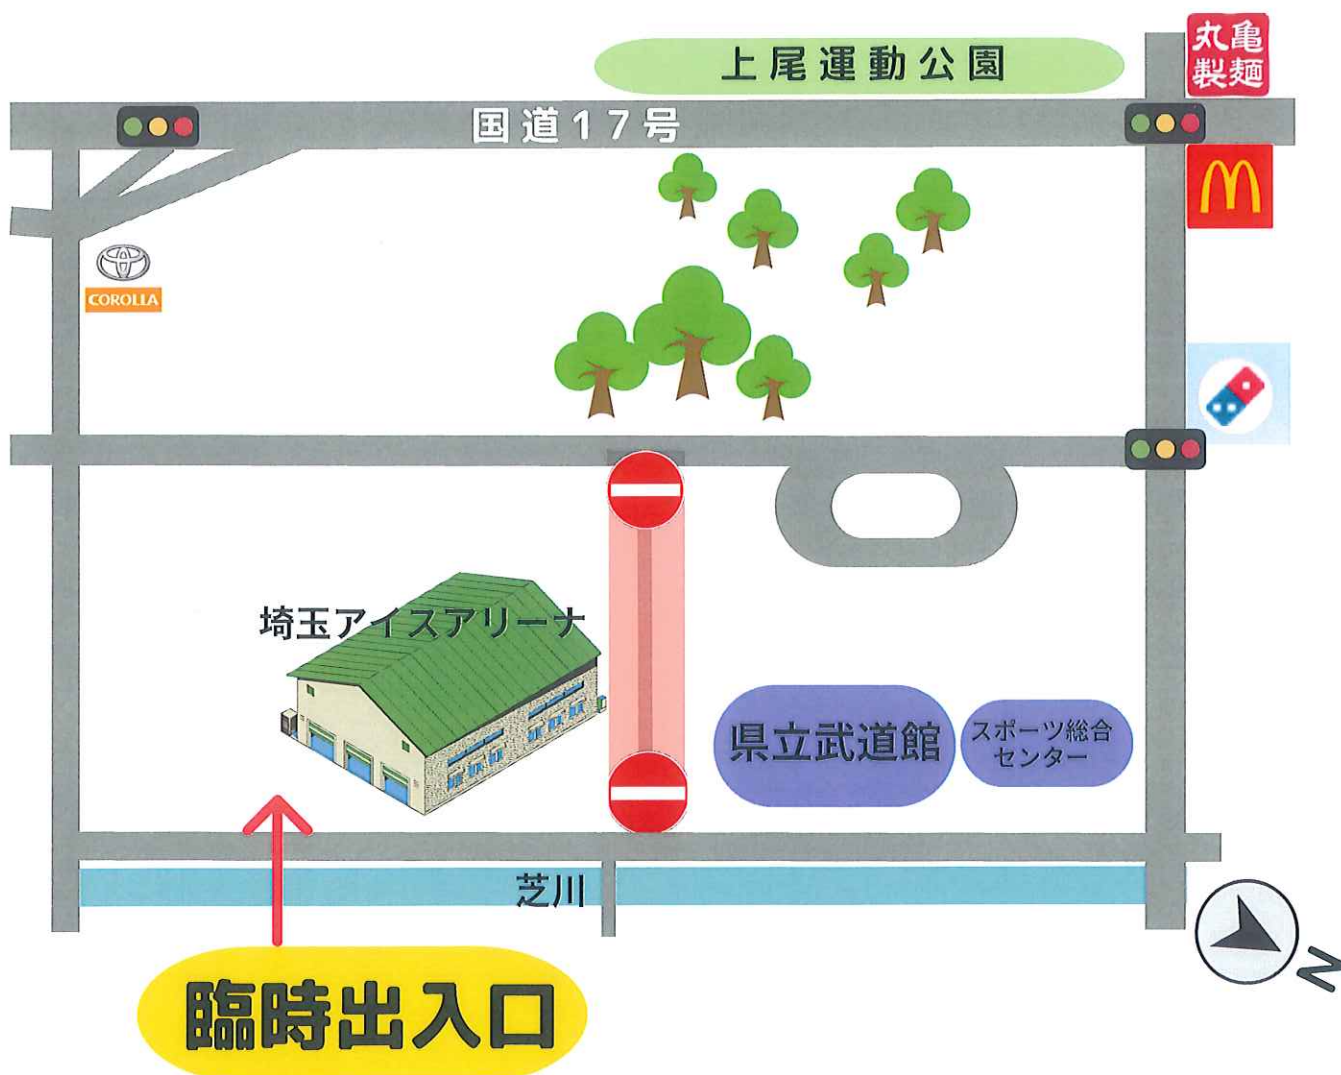 上尾運動公園
丸亀
製麺
国道17号
COROLLA
埼玉アイスアリーナ
県立武道館
スポーツ総合
センター
芝川
臨時出入口
N